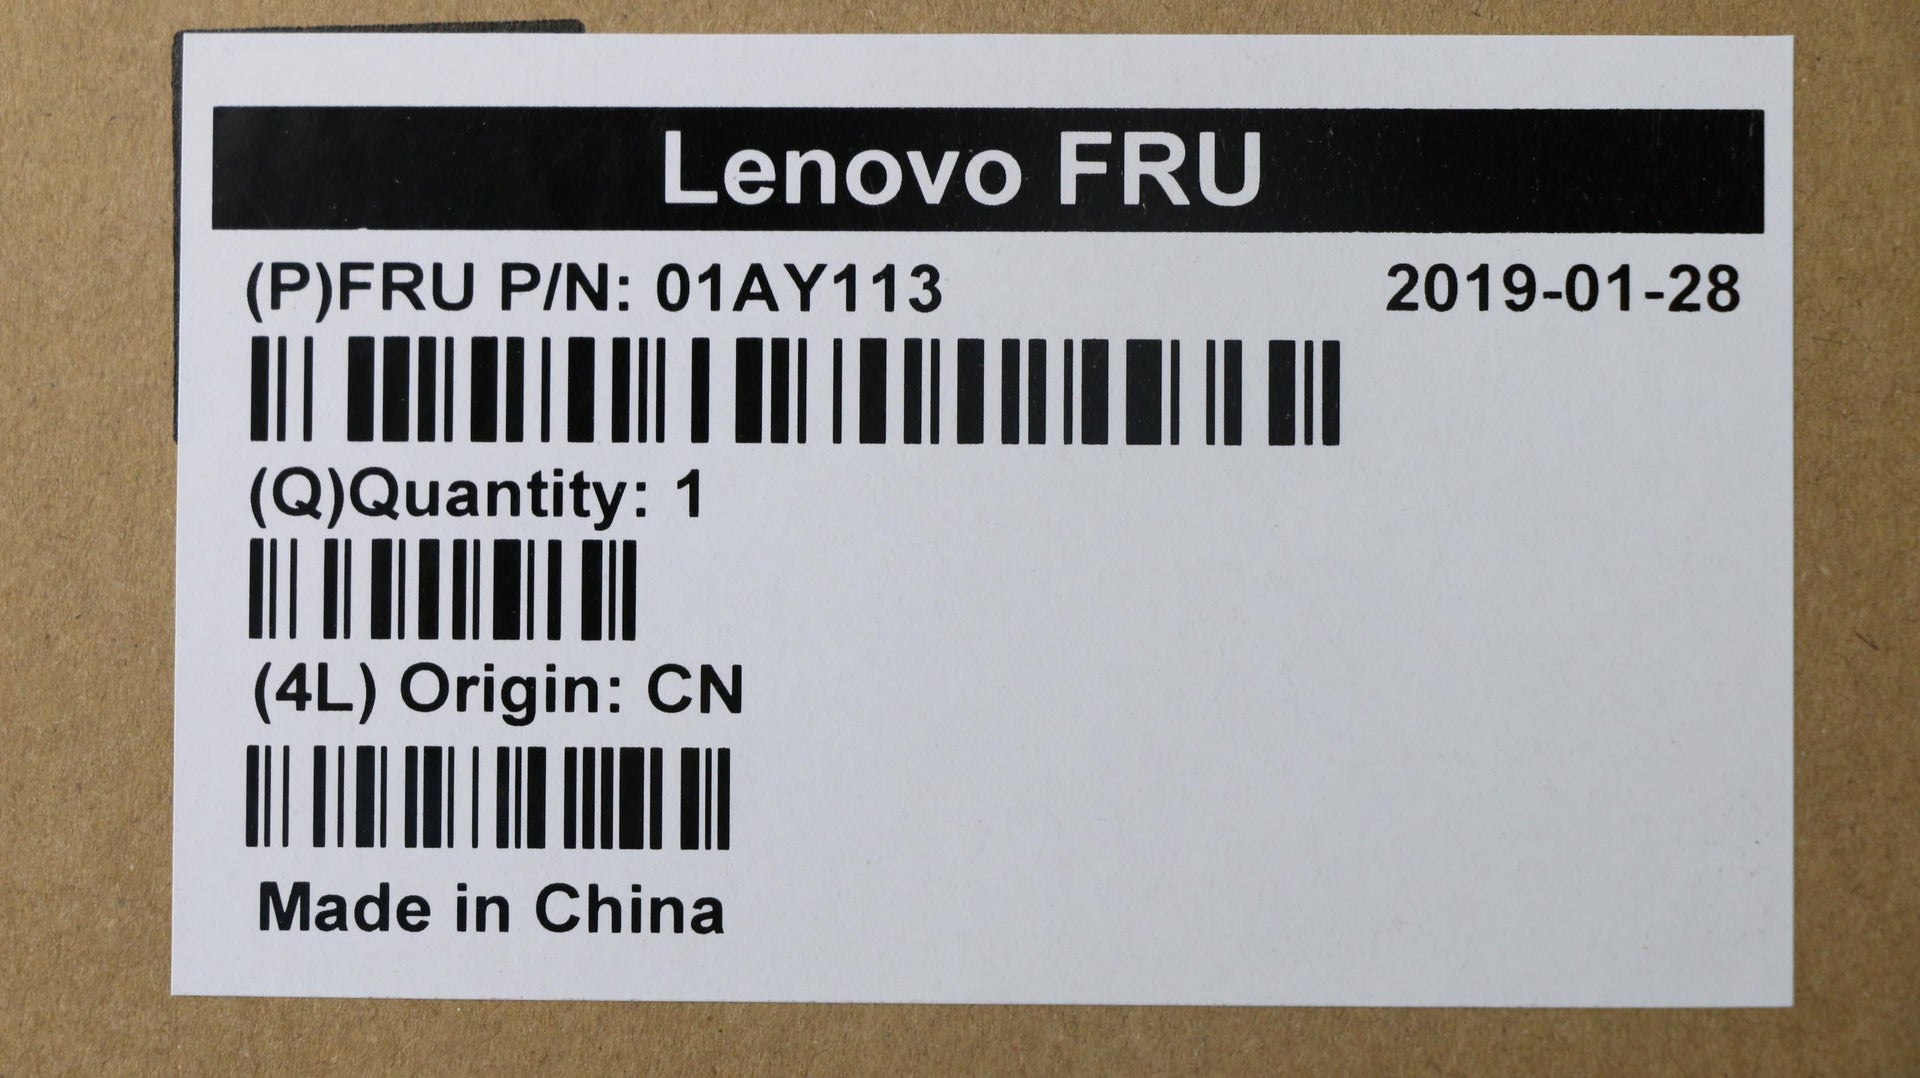 Lenovo FRU
(P)FRU P/N: 01AY113 2019-01-28
(Q)Quantity: 1
(4L) Origin: CN
Made in China